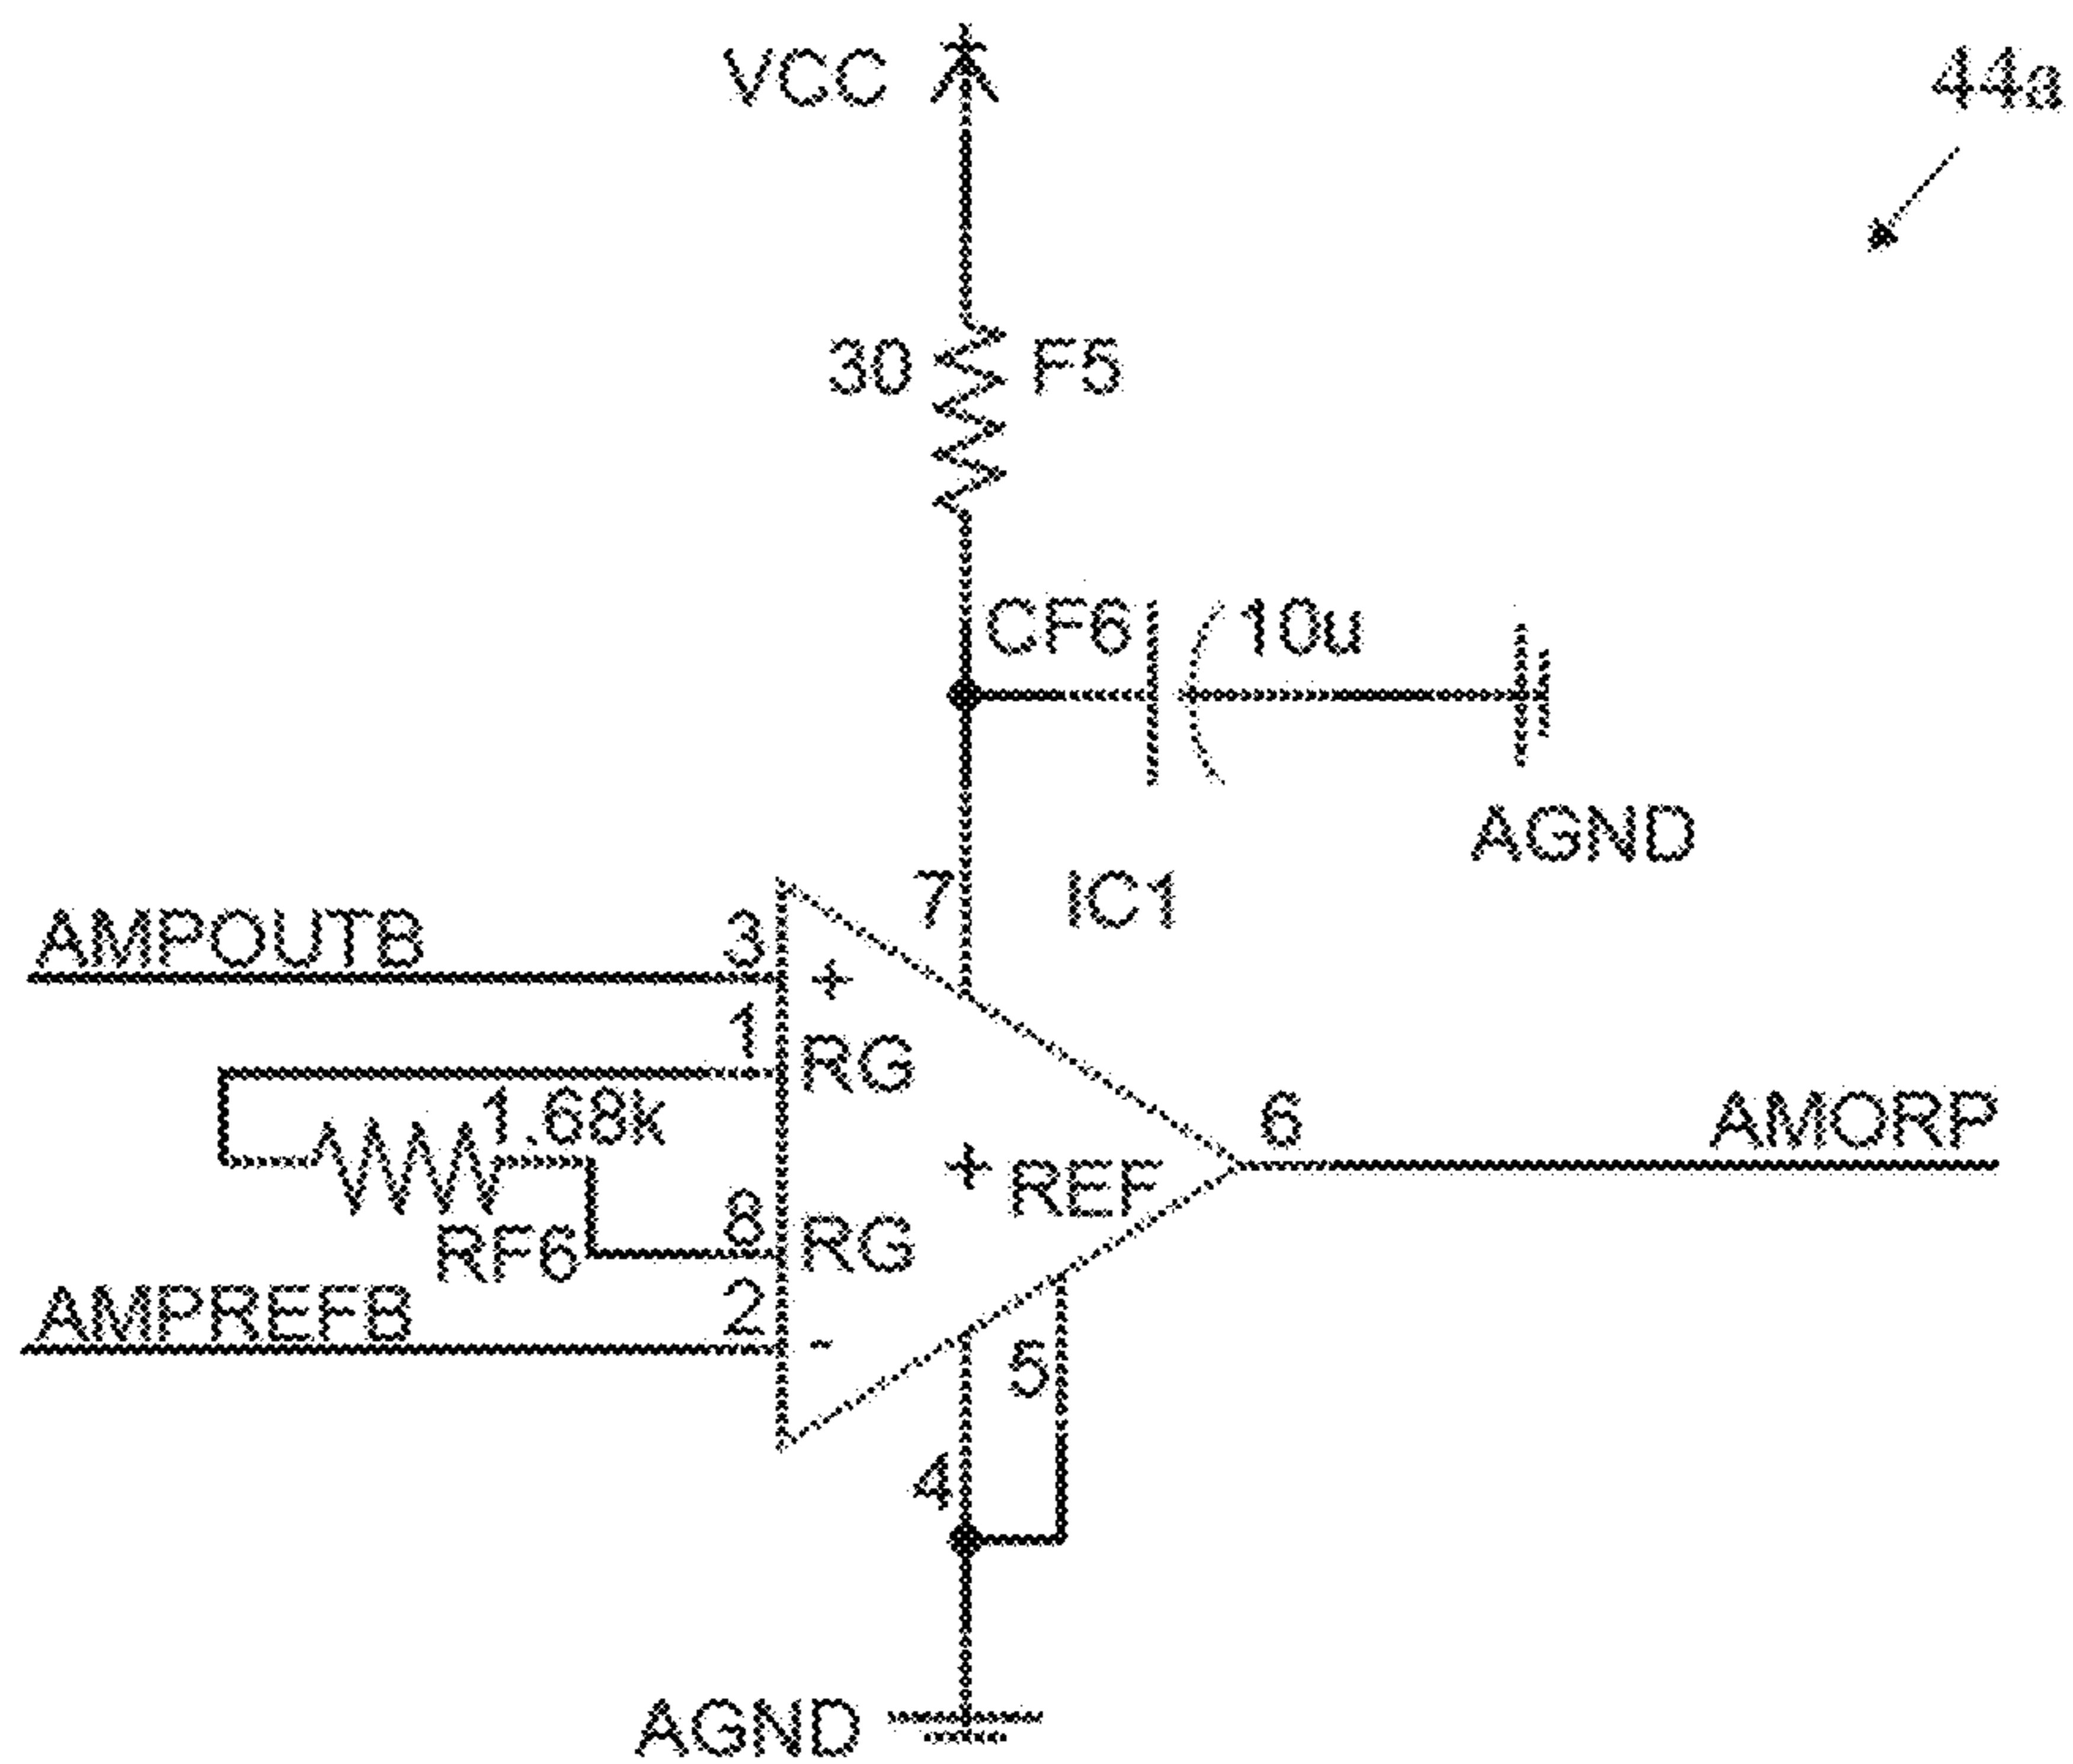 VCC
44a
30
F5
CF6
10u
AGND
7
IC1
AMPOUTB
3
+
1
RG
1.68k
6
AMORP
+
REF
8
RG
RF6
AMPREFB
2
-
5
4
AGND